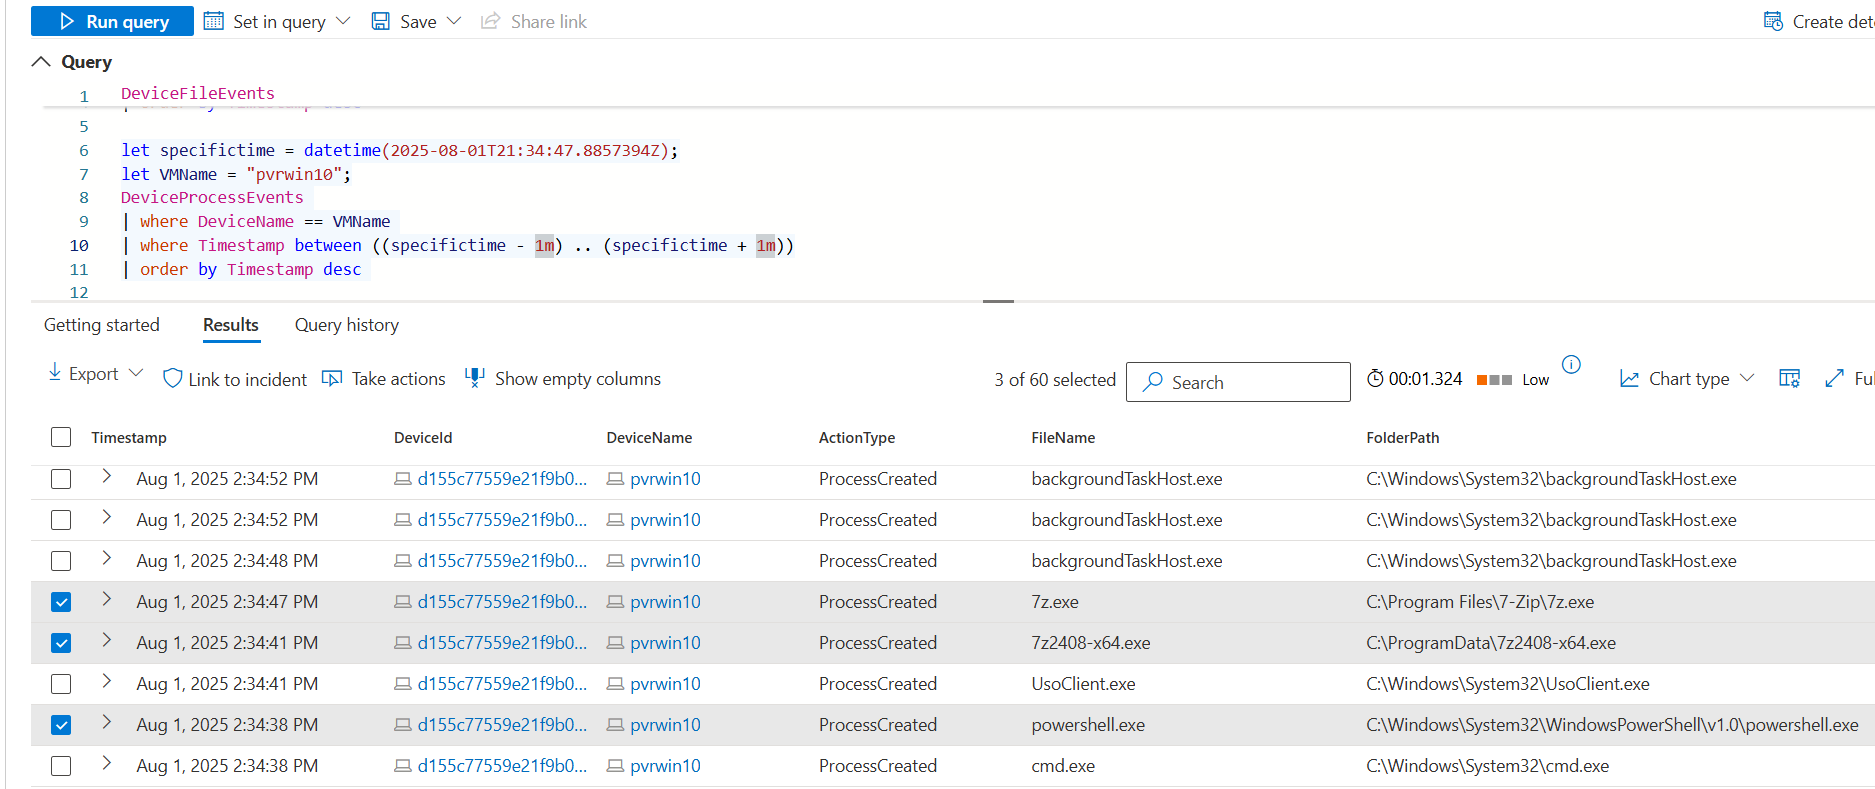 Run query Set in query Save Share link Create det
Query
1 DeviceFileEvents
5
6 let specifictime = datetime(2025-08-01T21:34:47.8857394Z);
7 let VMName = "pvrwin10";
8 DeviceProcessEvents
9 | where DeviceName == VMName
10 | where Timestamp between ((specifictime - 1m) .. (specifictime + 1m))
11 | order by Timestamp desc
12
Getting started Results Query history
Export Link to incident Take actions Show empty columns 3 of 60 selected Search 00:01.324 Low Chart type Ful
Timestamp DeviceId DeviceName ActionType FileName FolderPath
Aug 1, 2025 2:34:52 PM d155c77559e21f9b0... pvrwin10 ProcessCreated backgroundTaskHost.exe C:\Windows\System32\backgroundTaskHost.exe
Aug 1, 2025 2:34:52 PM d155c77559e21f9b0... pvrwin10 ProcessCreated backgroundTaskHost.exe C:\Windows\System32\backgroundTaskHost.exe
Aug 1, 2025 2:34:48 PM d155c77559e21f9b0... pvrwin10 ProcessCreated backgroundTaskHost.exe C:\Windows\System32\backgroundTaskHost.exe
Aug 1, 2025 2:34:47 PM d155c77559e21f9b0... pvrwin10 ProcessCreated 7z.exe C:\Program Files\7-Zip\7z.exe
Aug 1, 2025 2:34:41 PM d155c77559e21f9b0... pvrwin10 ProcessCreated 7z2408-x64.exe C:\ProgramData\7z2408-x64.exe
Aug 1, 2025 2:34:41 PM d155c77559e21f9b0... pvrwin10 ProcessCreated UsoClient.exe C:\Windows\System32\UsoClient.exe
Aug 1, 2025 2:34:38 PM d155c77559e21f9b0... pvrwin10 ProcessCreated powershell.exe C:\Windows\System32\WindowsPowerShell\v1.0\powershell.exe
Aug 1, 2025 2:34:38 PM d155c77559e21f9b0... pvrwin10 ProcessCreated cmd.exe C:\Windows\System32\cmd.exe